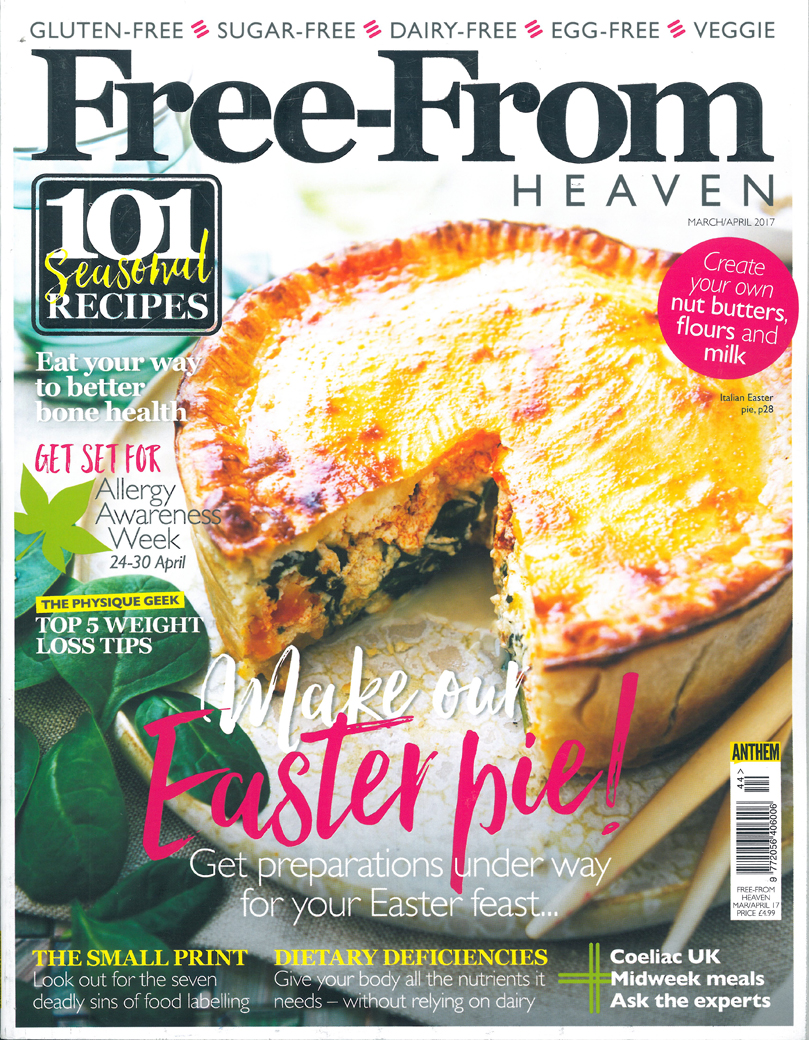 GLUTEN-FREE SUGAR-FREE DAIRY-FREE EGG-FREE VEGGIE
Free-From
HEAVEN
MARCH/APRIL 2017
101
Seasonal
RECIPES
Create
your own
nut butters,
flours and
milk
Italian Easter
pie, p28
Eat your way
to better
bone health
GET SET FOR
Allergy
Awareness
Week
24-30 April
THE PHYSIQUE GEEK
TOP 5 WEIGHT
LOSS TIPS
Make our
Easter pie!
Get preparations under way
for your Easter feast...
ANTHEM
44>
9 772056 406006
FREE-FROM
HEAVEN
MAR/APRIL 17
PRICE £4.99
THE SMALL PRINT
Look out for the seven
deadly sins of food labelling
DIETARY DEFICIENCIES
Give your body all the nutrients it
needs – without relying on dairy
Coeliac UK
Midweek meals
Ask the experts